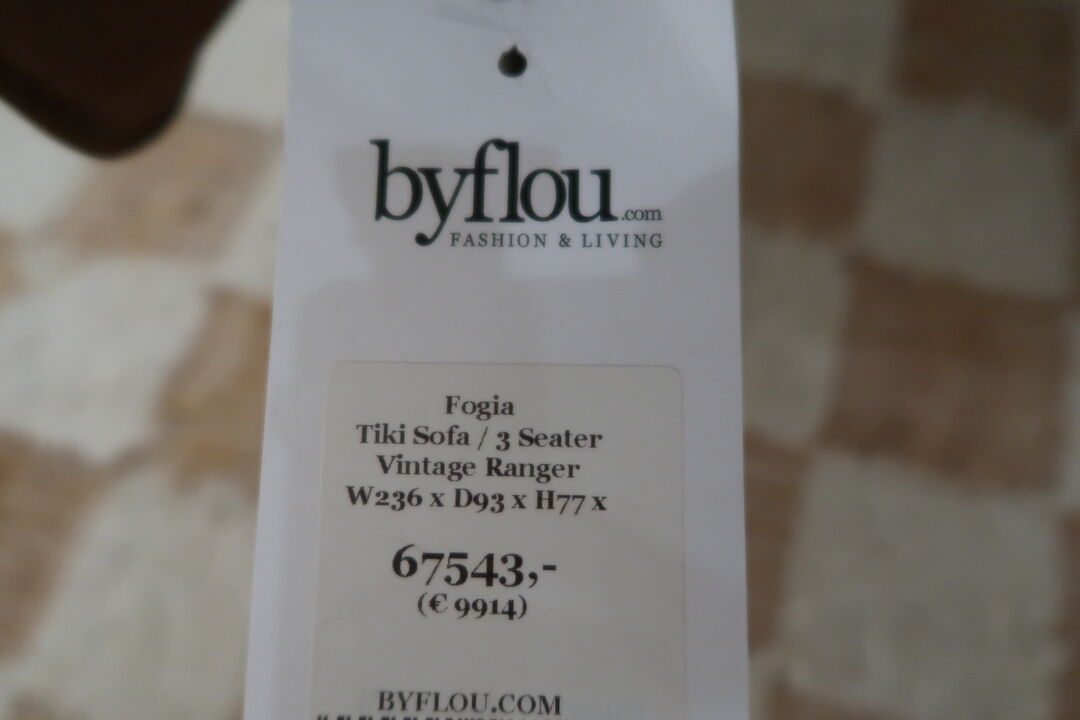 byflou.com
FASHION & LIVING
Fogia
Tiki Sofa / 3 Seater
Vintage Ranger
W236 x D93 x H77 x
67543,-
(€ 9914)
BYFLOU.COM